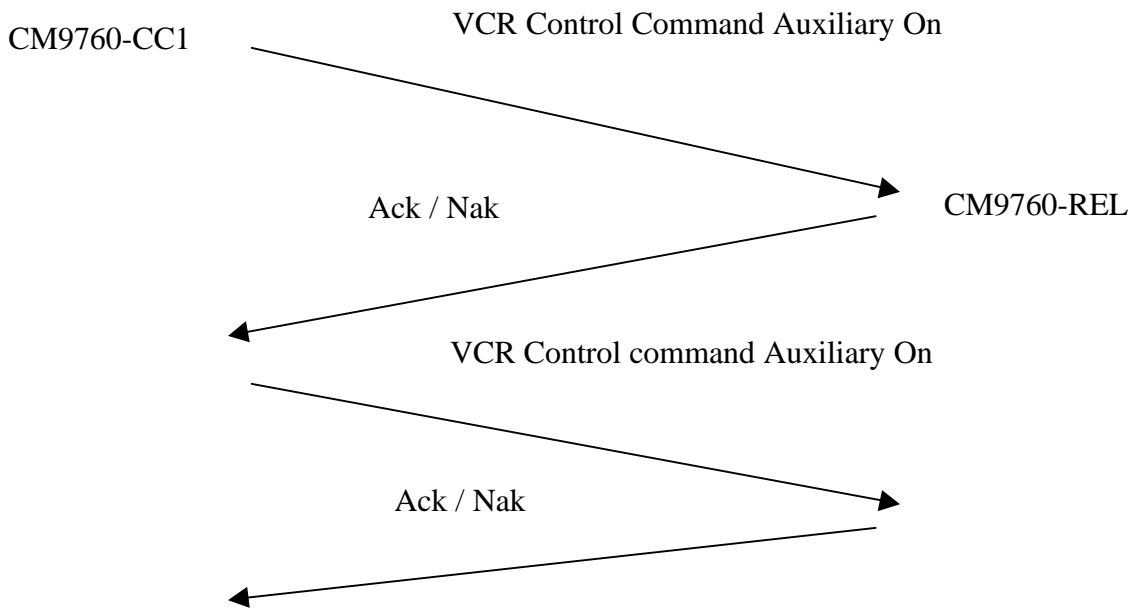 VCR Control Command Auxiliary On
CM9760-CC1
Ack / Nak
CM9760-REL
VCR Control command Auxiliary On
Ack / Nak